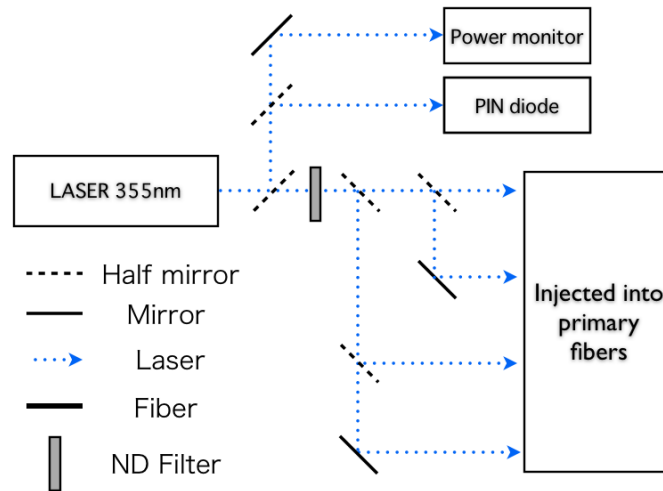 Power monitor
PIN diode
LASER 355nm
Half mirror
Mirror
Laser
Fiber
ND Filter
Injected into
primary
fibers